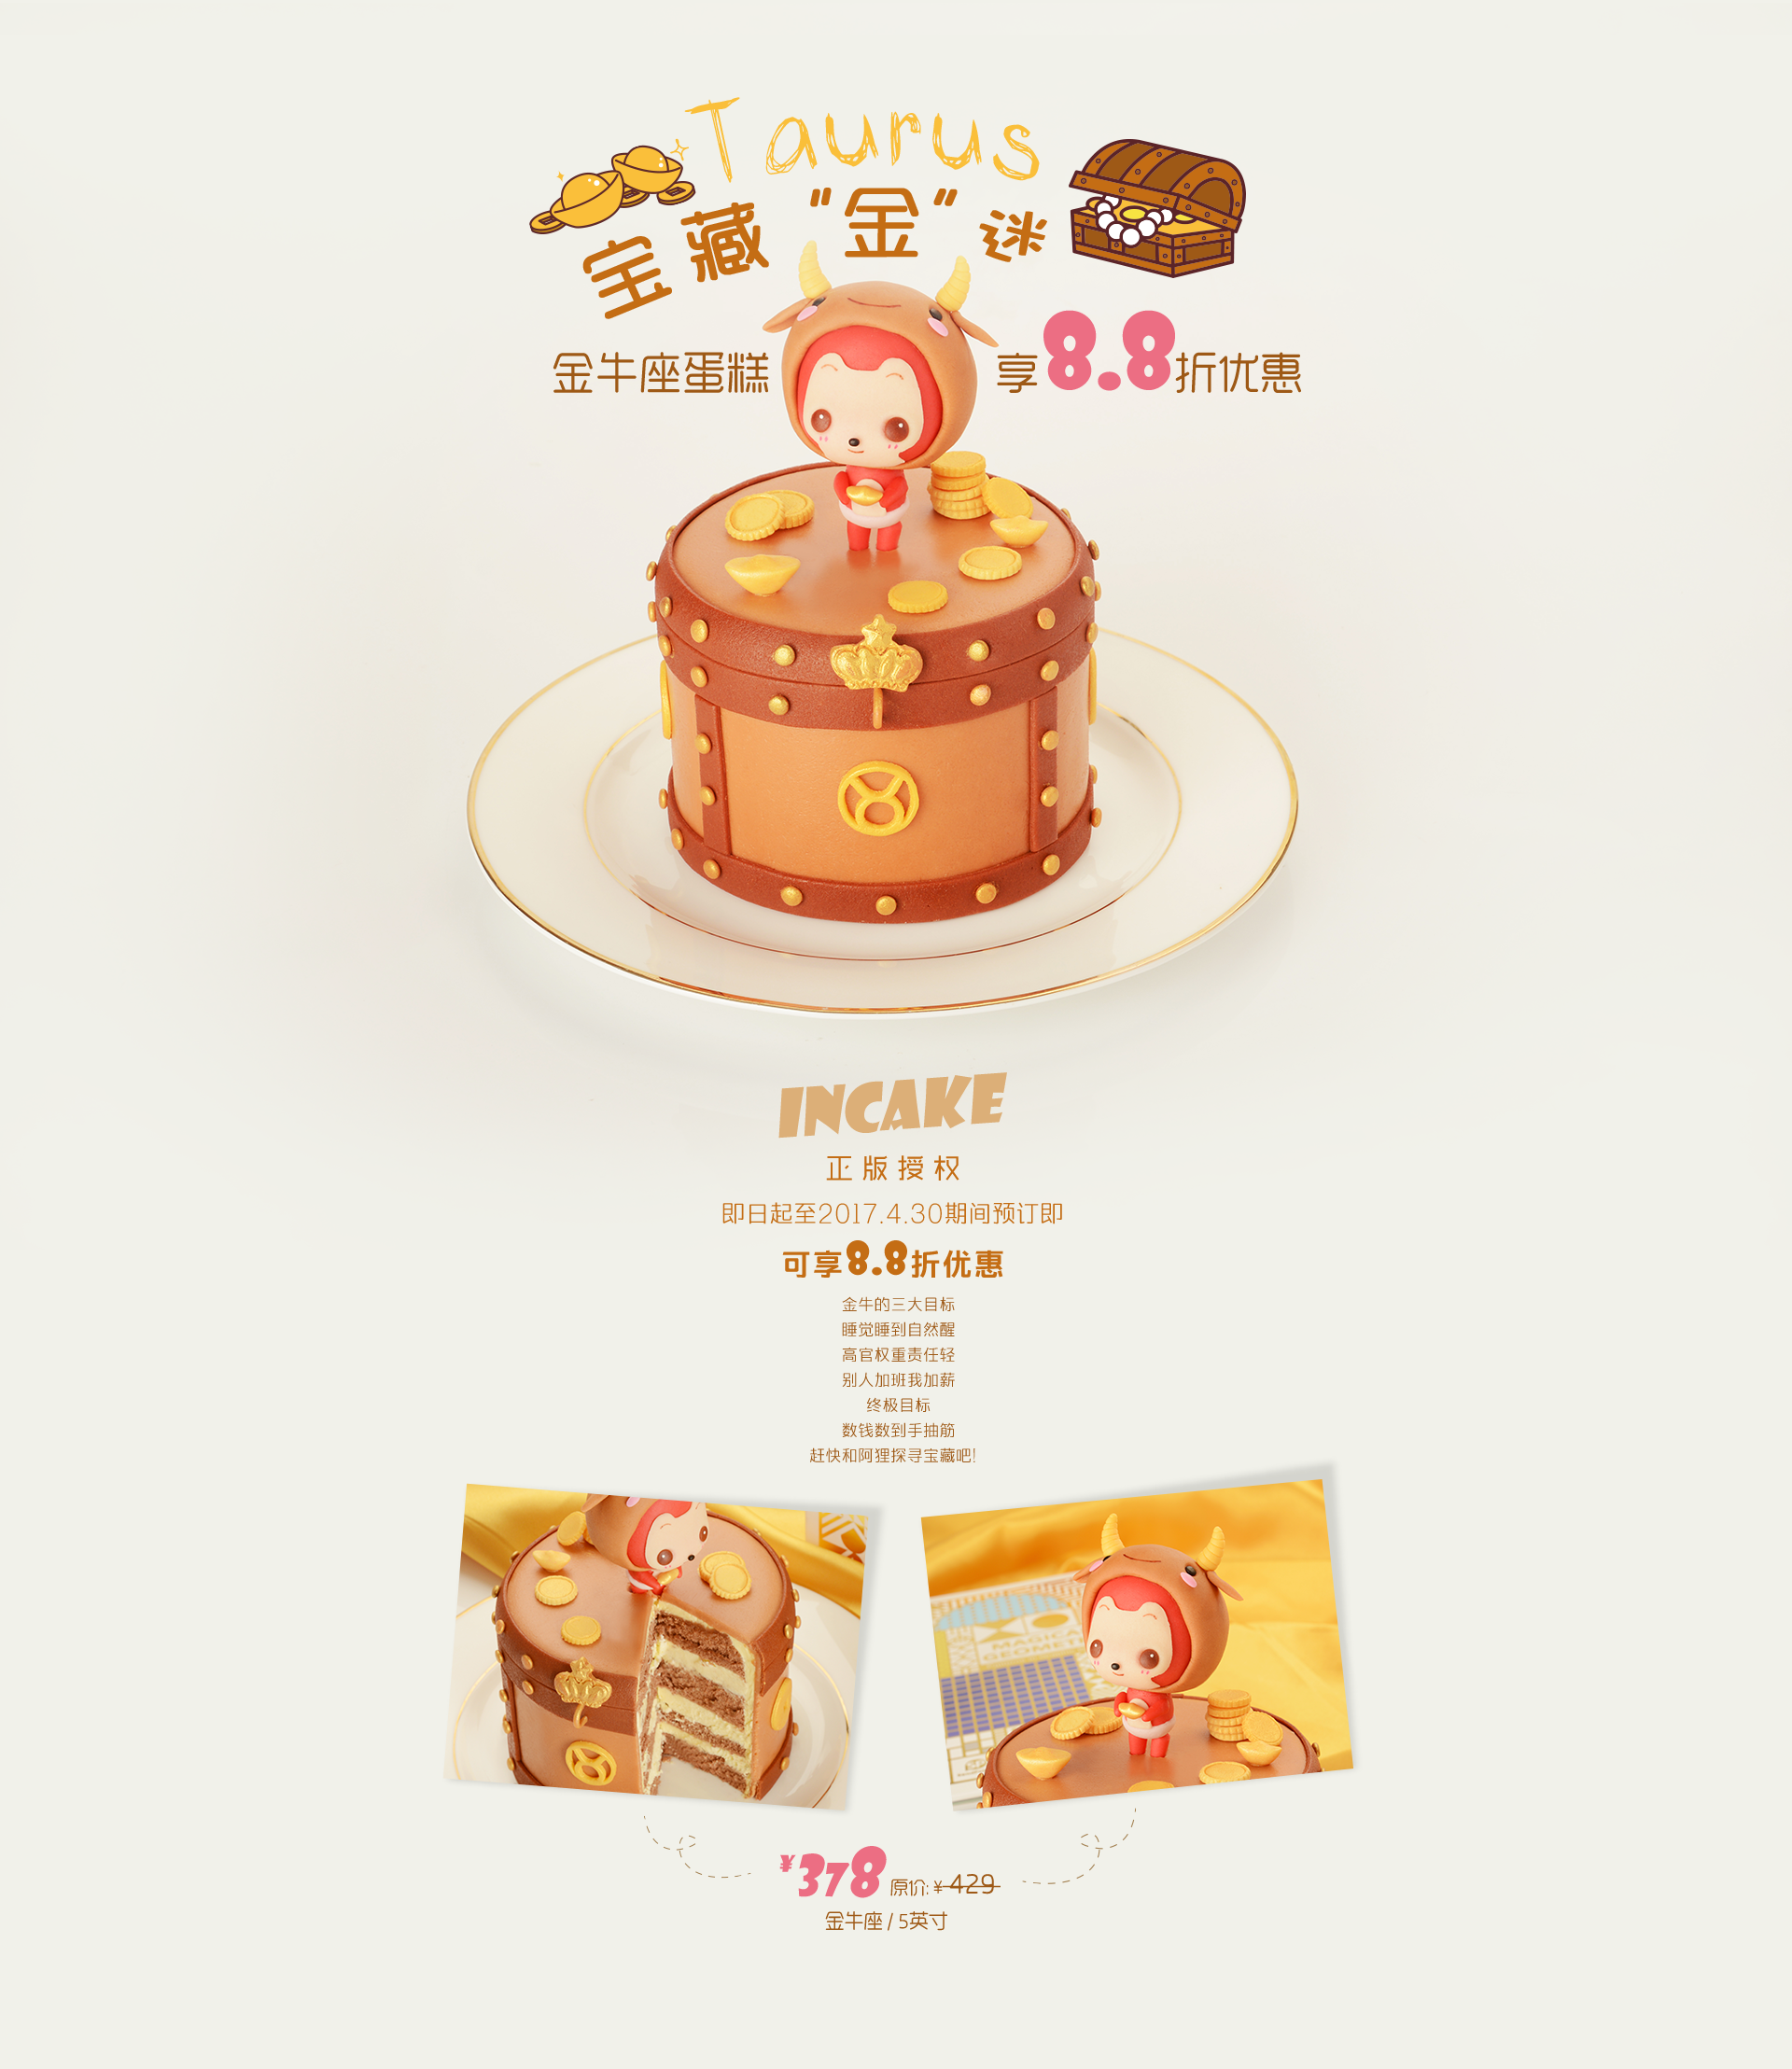 Taurus
宝藏"金"迷
金牛座蛋糕 享8.8折优惠
INCAKE
正版授权
即日起至2017.4.30期间预订即
可享8.8折优惠
金牛的三大目标
睡觉睡到自然醒
高官权重责任轻
别人加班我加薪
终极目标
数钱数到手抽筋
赶快和阿狸探寻宝藏吧!
¥378 原价: ¥429
金牛座 / 5英寸